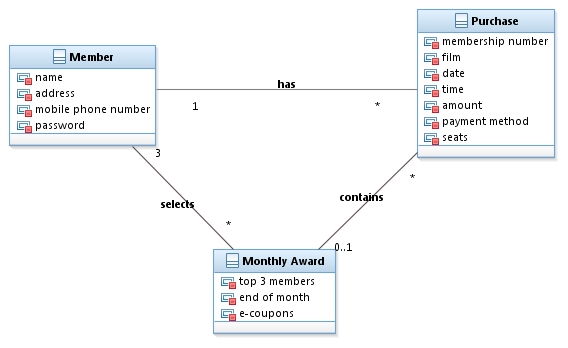 Member
name
address
mobile phone number
password
Purchase
membership number
film
date
time
amount
payment method
seats
has
1
*
3
selects
*
contains
*
0..1
Monthly Award
top 3 members
end of month
e-coupons